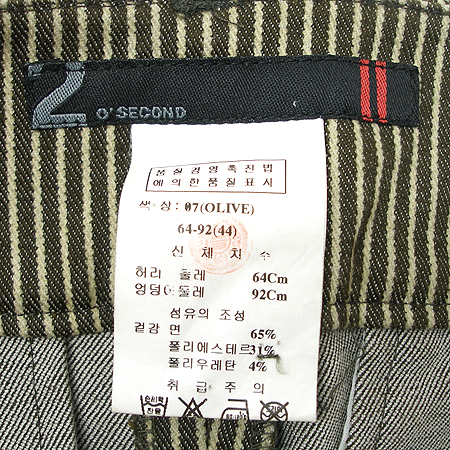 2
O'SECOND
품질경영촉진법
에의한품질표시
색 상: 07(OLIVE)
64-92(44)
신 체 치 수
허리 둘레 64Cm
엉덩이둘레 92Cm
섬유의 조성
겉감 면 65%
폴리에스테르 31%
폴리우레탄 4%
취 급 주 의